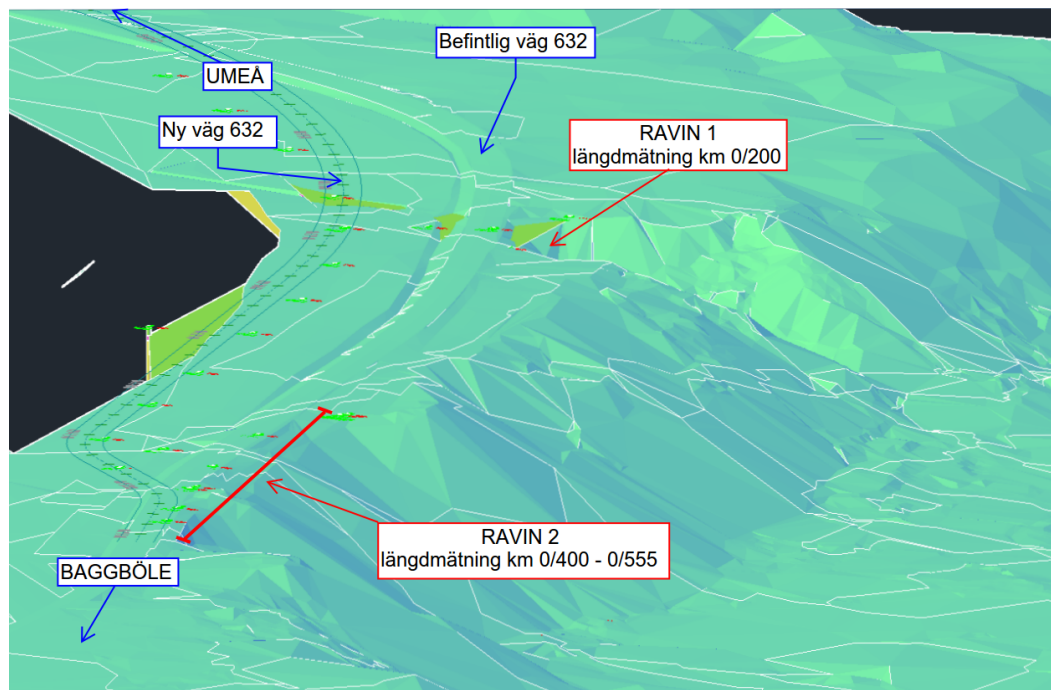 Befintlig väg 632
UMEÅ
Ny väg 632
RAVIN 1
längdmätning km 0/200
RAVIN 2
längdmätning km 0/400 - 0/555
BAGGBÖLE